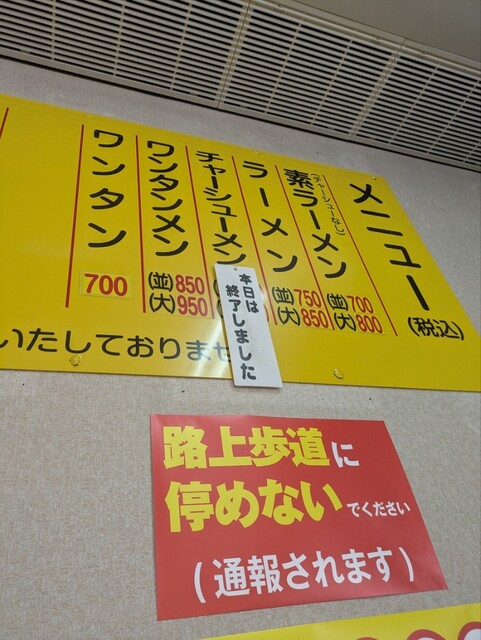 メニュー
(税込)
素ラーメン
(チャーシューなし)
(並)700
(大)800
ラーメン
(並)750
(大)850
チャーシューメン
本日は
終了しました
ワンタンメン
(並)850
(大)950
ワンタン
700
いたしておりませ
路上歩道に
停めないでください
(通報されます)